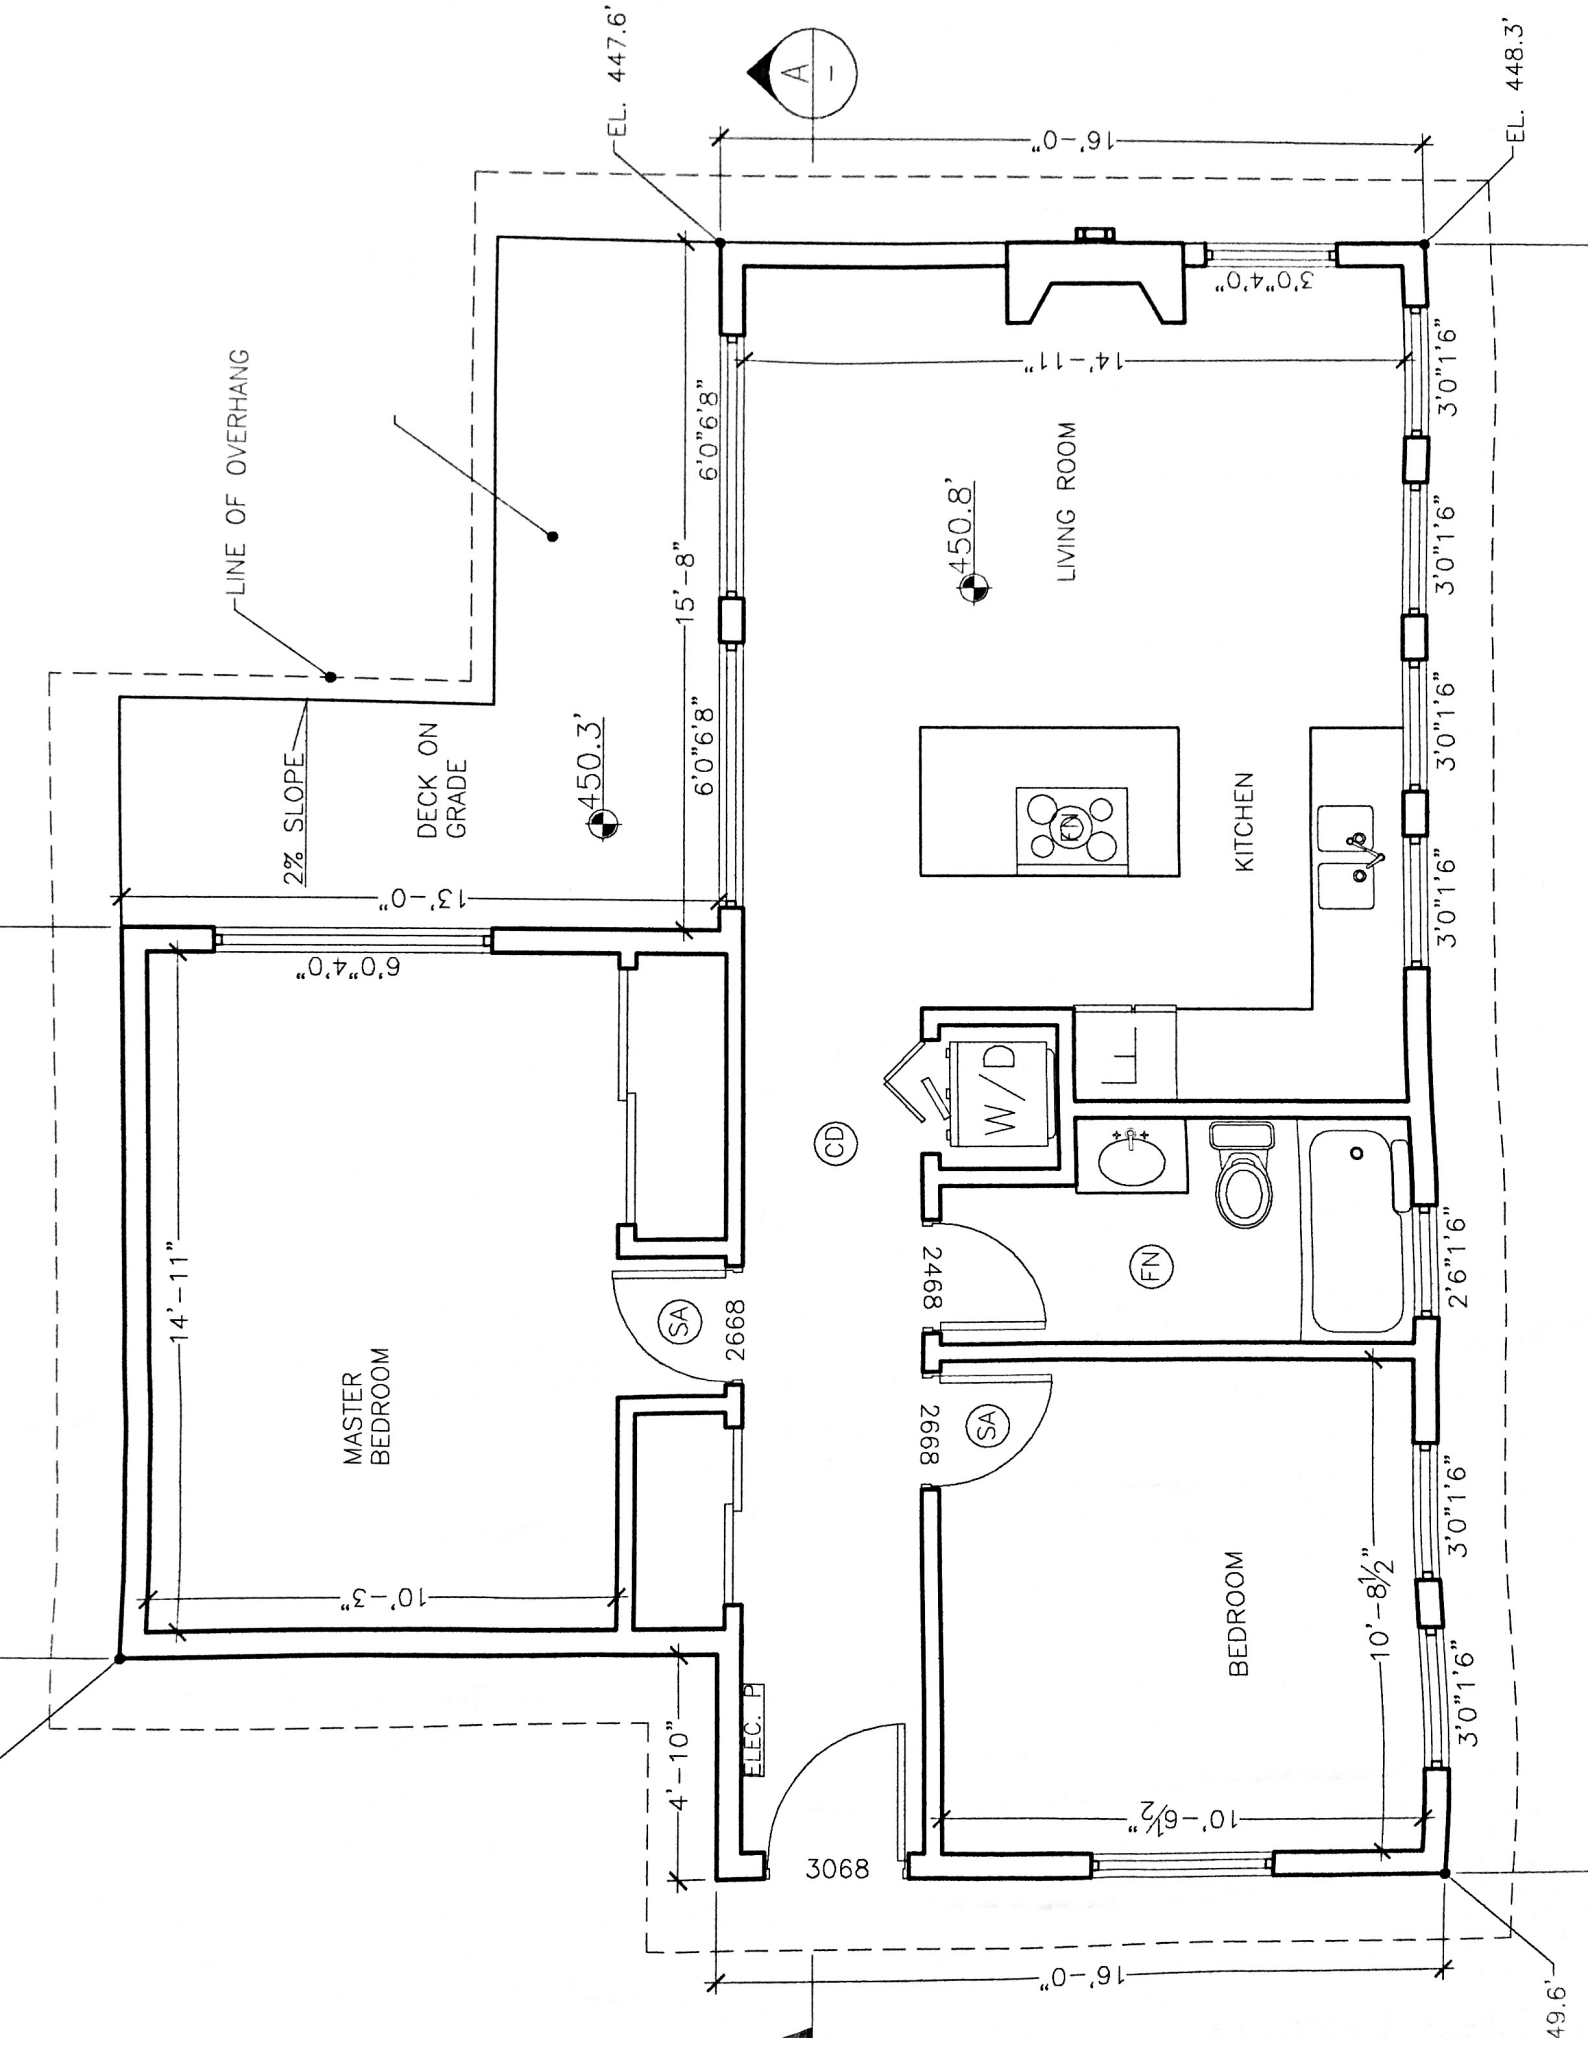 EL. 447.6'
A
-
EL. 448.3'
16'-0"
LINE OF OVERHANG
3'0"4'0"
14'-11"
3'0"1'6"
6'0"6'8"
LIVING ROOM
450.8'
3'0"1'6"
15'-8"
2% SLOPE
DECK ON
GRADE
450.3'
6'0"6'8"
3'0"1'6"
FN
KITCHEN
3'0"1'6"
13'-0"
6'0"4'0"
W/D
CD
14'-11"
SA
2668
2468
FN
2'6"1'6"
MASTER
BEDROOM
2668
SA
3'0"1'6"
10'-3"
10'-8½"
BEDROOM
3'0"1'6"
4'-10"
ELEC. P
10'-6½"
3068
16'-0"
49.6'